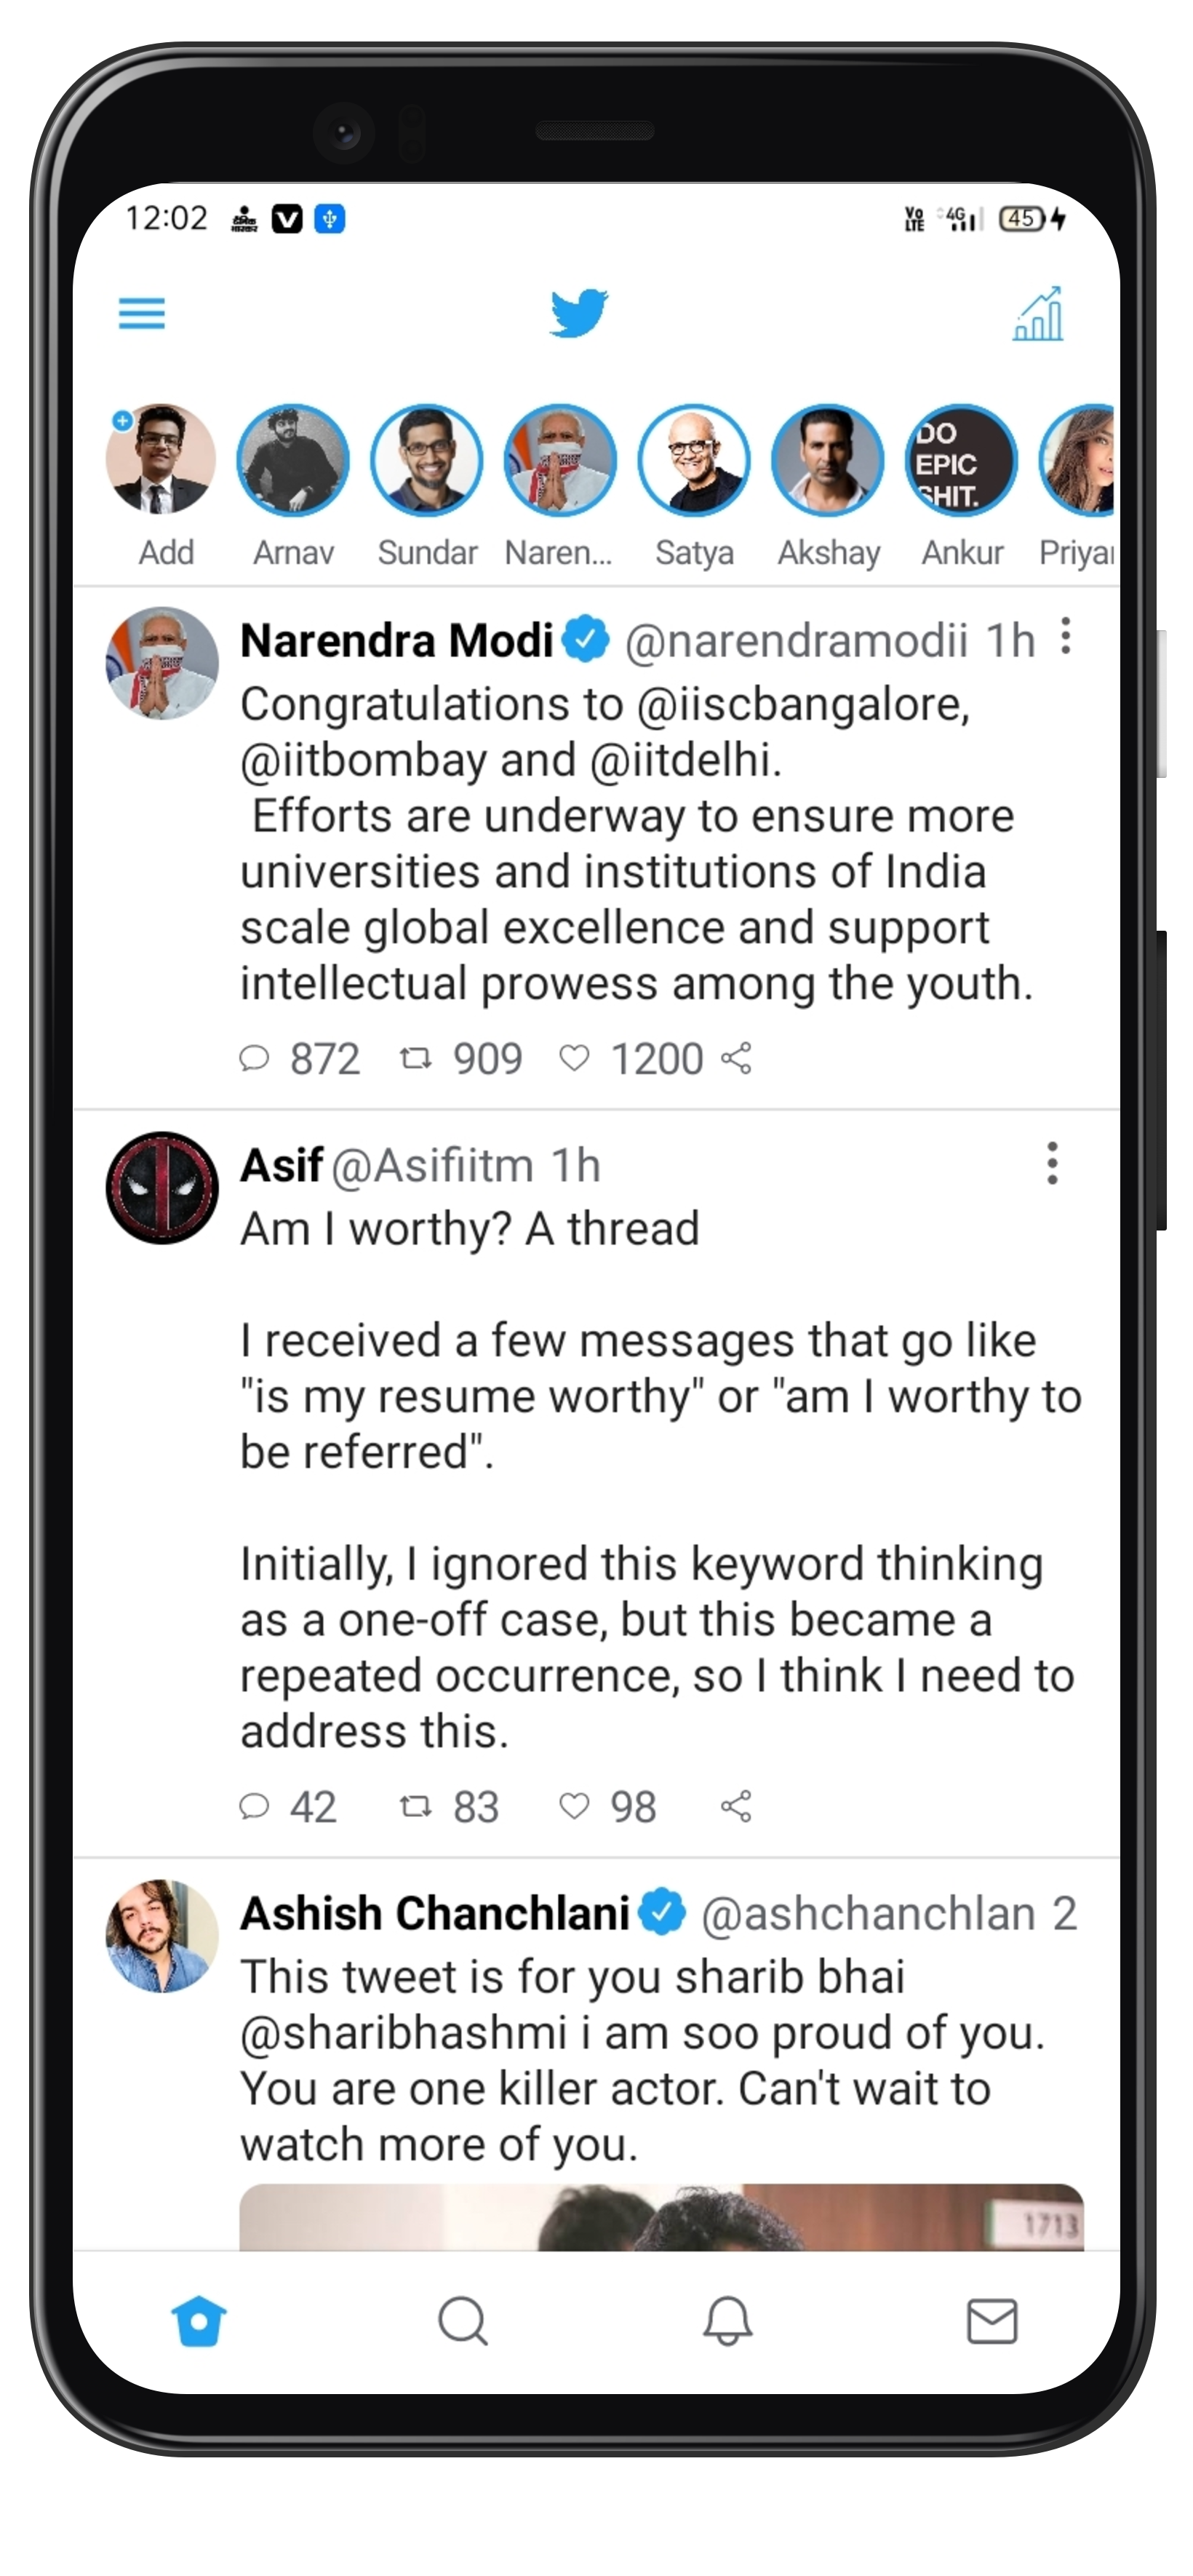 12:02
दैनिक
भास्कर
Vo
LTE
4G
45
DO
EPIC
SHIT.
Add
Arnav
Sundar
Naren...
Satya
Akshay
Ankur
Priya
Narendra Modi @narendramodii 1h
Congratulations to @iiscbangalore,
@iitbombay and @iitdelhi.
Efforts are underway to ensure more
universities and institutions of India
scale global excellence and support
intellectual prowess among the youth.
872 909 1200
Asif @Asifiitm 1h
Am I worthy? A thread
I received a few messages that go like
"is my resume worthy" or "am I worthy to
be referred".
Initially, I ignored this keyword thinking
as a one-off case, but this became a
repeated occurrence, so I think I need to
address this.
42 83 98
Ashish Chanchlani @ashchanchlan 2
This tweet is for you sharib bhai
@sharibhashmi i am soo proud of you.
You are one killer actor. Can't wait to
watch more of you.
1713